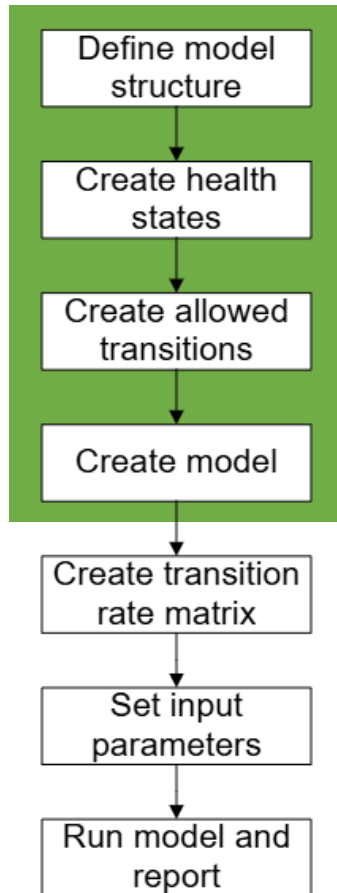 Define model
structure
Create health
states
Create allowed
transitions
Create model
Create transition
rate matrix
Set input
parameters
Run model and
report